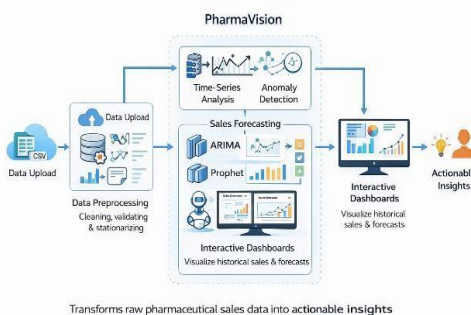 PharmaVision
Time-Series
Analysis
Anomaly
Detection
Data Upload
CSV
Data Upload
Data Preprocessing
Cleaning, validating
& stationarizing
Sales Forecasting
ARIMA
Prophet
Interactive Dashboards
Visualize historical sales & forecasts
Interactive
Dashboards
Visualize historical
sales & forecasts
Actionable
Insights
Transforms raw pharmaceutical sales data into actionable insights